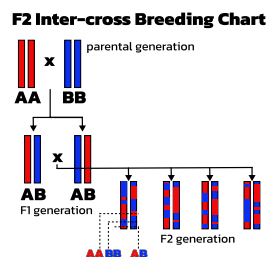 F2 Inter-cross Breeding Chart
parental generation
x
AA BB
x
AB AB
F1 generation
F2 generation
AA BB AB